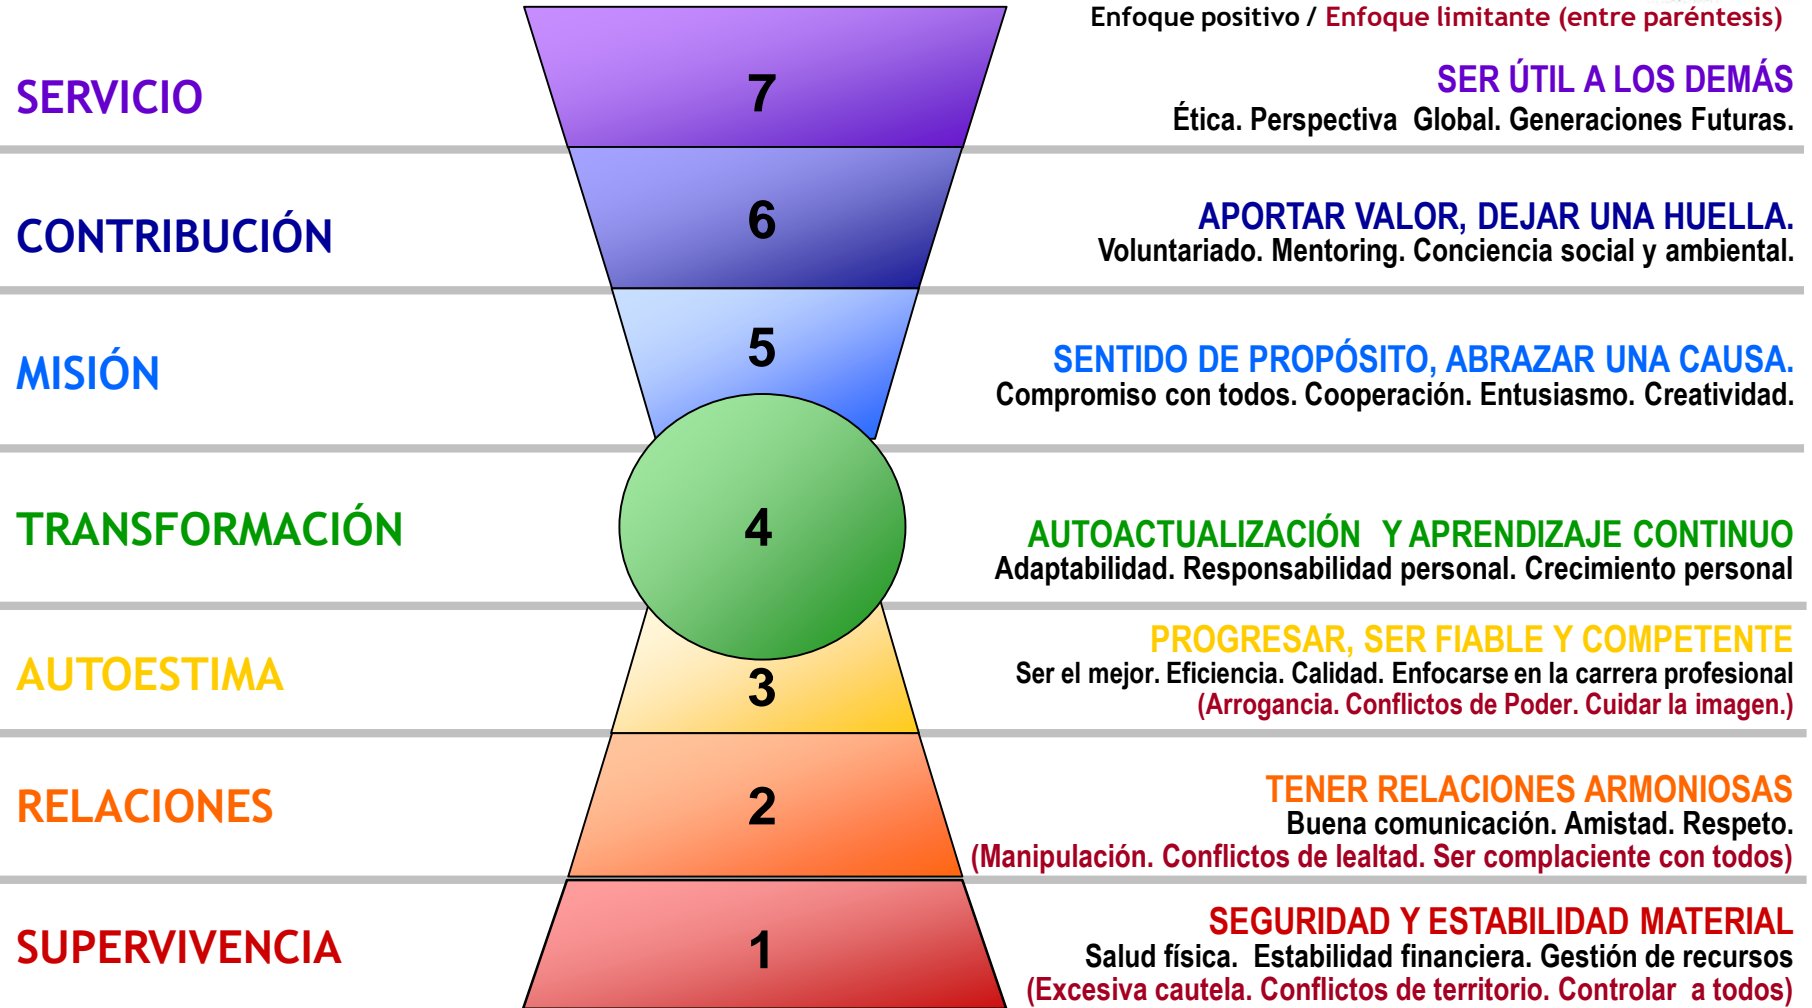 Enfoque positivo / Enfoque limitante (entre paréntesis)
SERVICIO
7
SER ÚTIL A LOS DEMÁS
Ética. Perspectiva Global. Generaciones Futuras.
CONTRIBUCIÓN
6
APORTAR VALOR, DEJAR UNA HUELLA.
Voluntariado. Mentoring. Conciencia social y ambiental.
MISIÓN
5
SENTIDO DE PROPÓSITO, ABRAZAR UNA CAUSA.
Compromiso con todos. Cooperación. Entusiasmo. Creatividad.
TRANSFORMACIÓN
4
AUTOACTUALIZACIÓN Y APRENDIZAJE CONTINUO
Adaptabilidad. Responsabilidad personal. Crecimiento personal
AUTOESTIMA
3
PROGRESAR, SER FIABLE Y COMPETENTE
Ser el mejor. Eficiencia. Calidad. Enfocarse en la carrera profesional
(Arrogancia. Conflictos de Poder. Cuidar la imagen.)
RELACIONES
2
TENER RELACIONES ARMONIOSAS
Buena comunicación. Amistad. Respeto.
(Manipulación. Conflictos de lealtad. Ser complaciente con todos)
SUPERVIVENCIA
1
SEGURIDAD Y ESTABILIDAD MATERIAL
Salud física. Estabilidad financiera. Gestión de recursos
(Excesiva cautela. Conflictos de territorio. Controlar a todos)